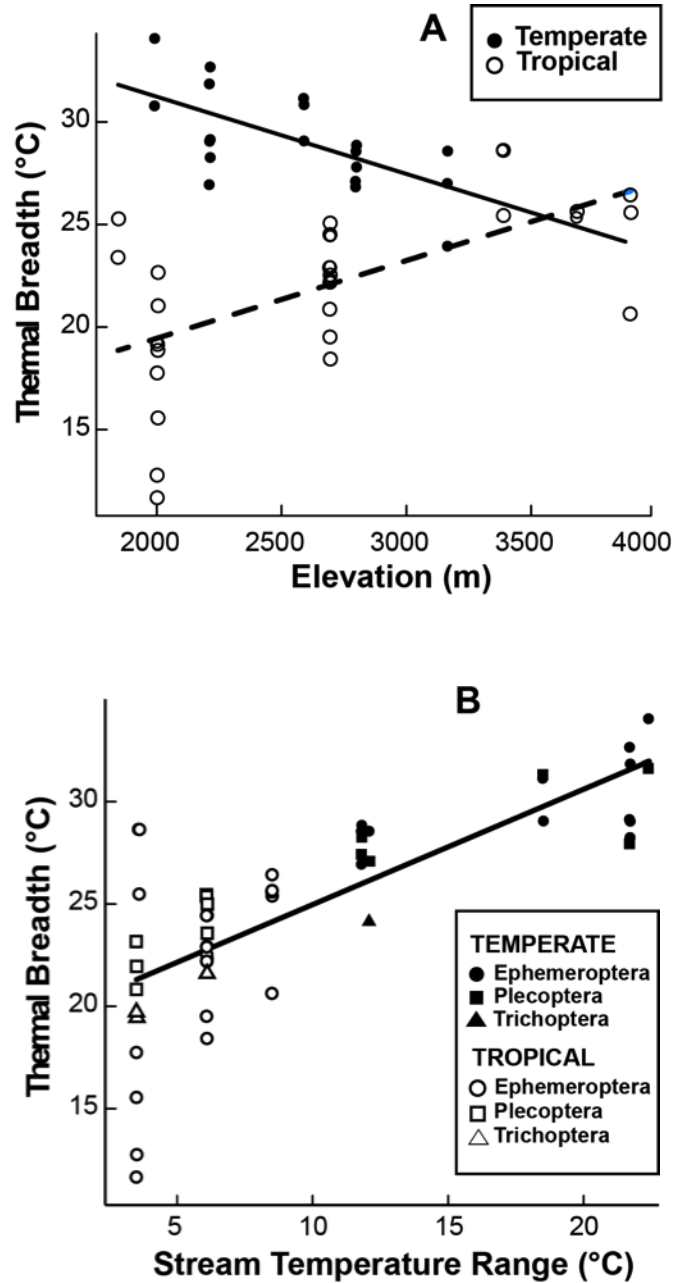 A
Temperate
Tropical
Thermal Breadth (°C)
30
25
20
15
2000 2500 3000 3500 4000
Elevation (m)
B
Thermal Breadth (°C)
30
25
20
15
TEMPERATE
Ephemeroptera
Plecoptera
Trichoptera
TROPICAL
Ephemeroptera
Plecoptera
Trichoptera
5 10 15 20
Stream Temperature Range (°C)